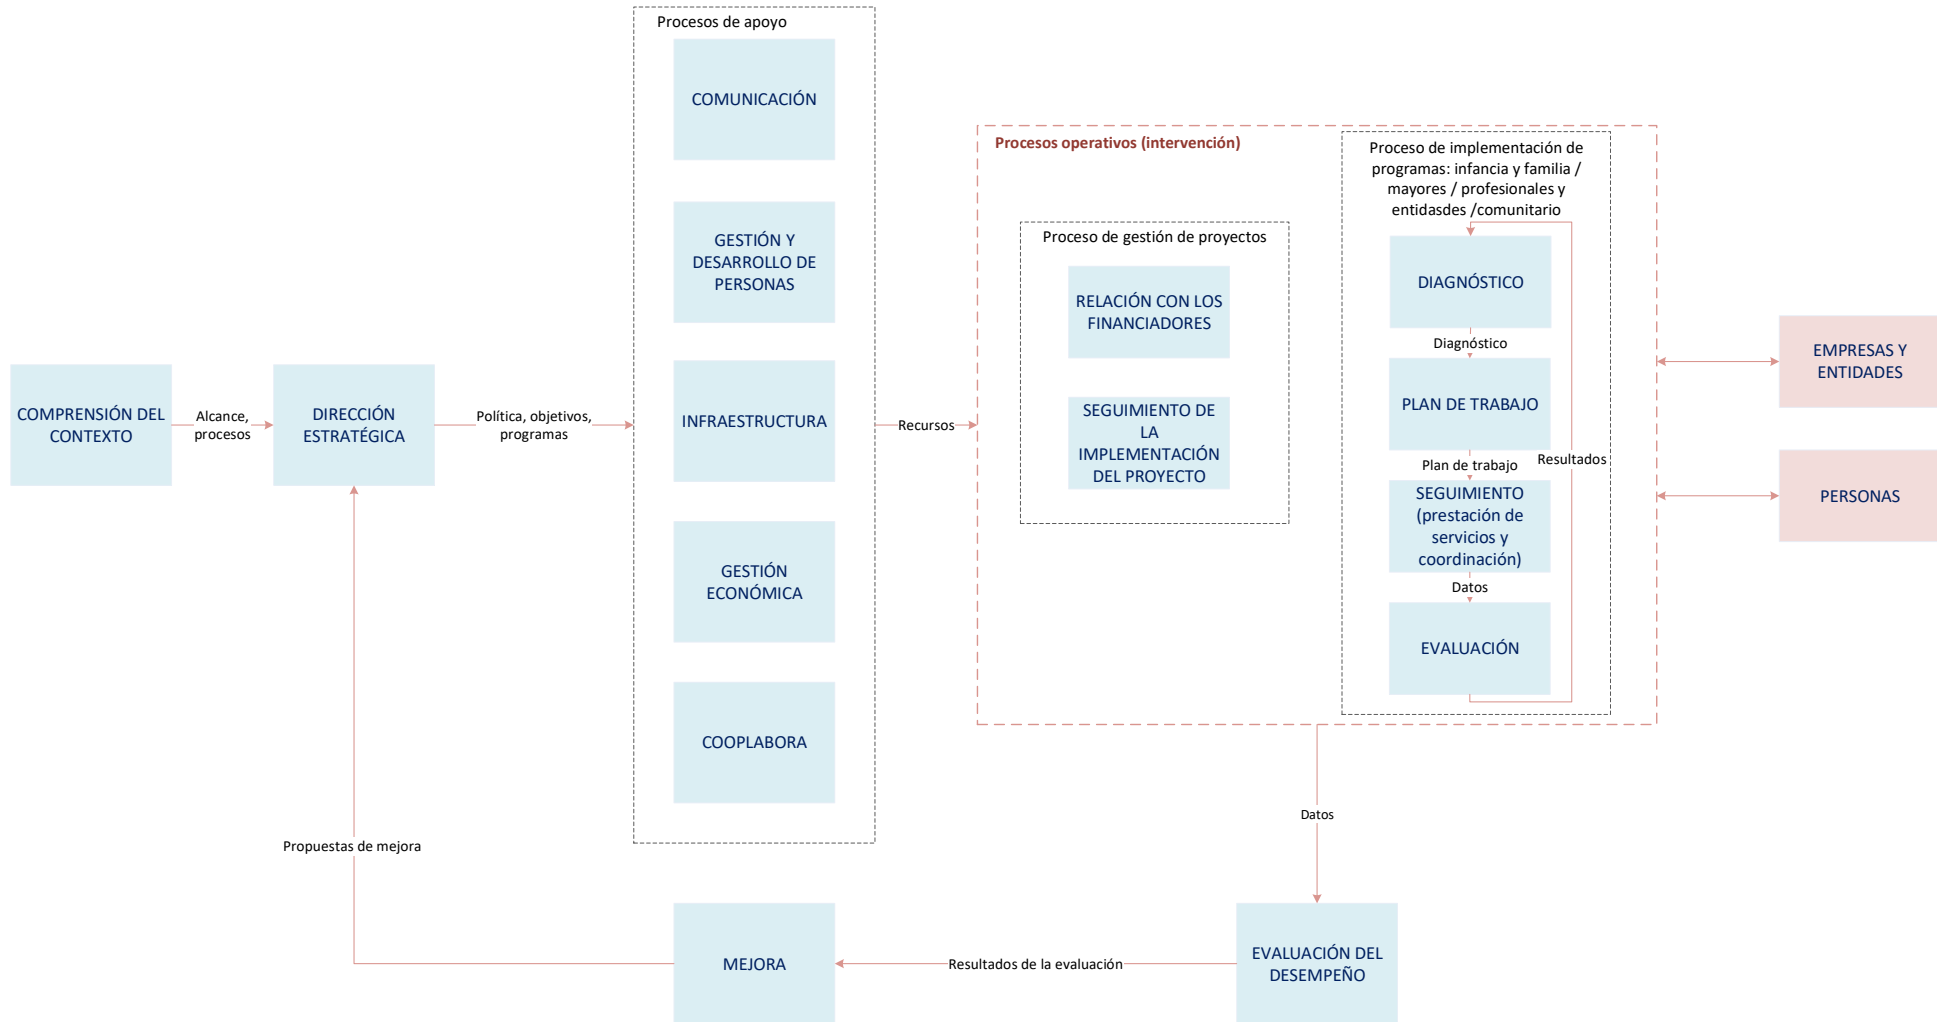 Procesos de apoyo
COMUNICACIÓN
GESTIÓN Y
DESARROLLO DE
PERSONAS
INFRAESTRUCTURA
GESTIÓN
ECONÓMICA
COOPLABORA
COMPRENSIÓN DEL
CONTEXTO
Alcance,
procesos
DIRECCIÓN
ESTRATÉGICA
Política, objetivos,
programas
Recursos
Procesos operativos (intervención)
Proceso de gestión de proyectos
RELACIÓN CON LOS
FINANCIADORES
SEGUIMIENTO DE
LA
IMPLEMENTACIÓN
DEL PROYECTO
Proceso de implementación de
programas: infancia y familia /
mayores / profesionales y
entidasdes /comunitario
DIAGNÓSTICO
Diagnóstico
PLAN DE TRABAJO
Plan de trabajo
Resultados
SEGUIMIENTO
(prestación de
servicios y
coordinación)
Datos
EVALUACIÓN
EMPRESAS Y
ENTIDADES
PERSONAS
Datos
EVALUACIÓN DEL
DESEMPEÑO
Resultados de la evaluación
MEJORA
Propuestas de mejora